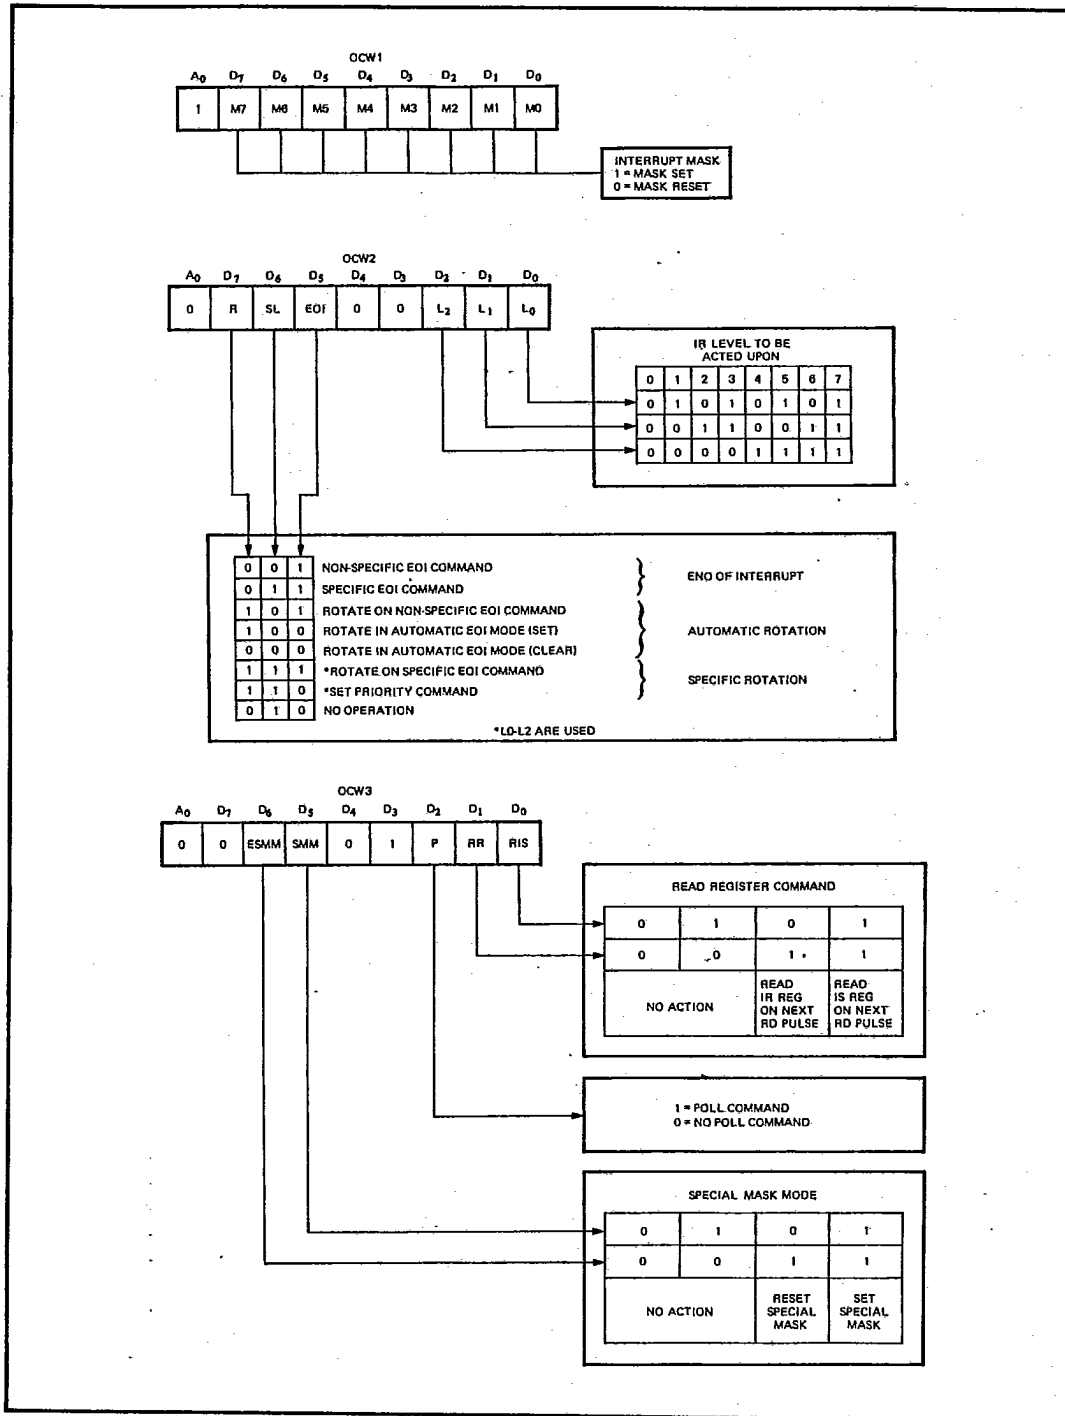 OCW1
A0 D7 D6 D5 D4 D3 D2 D1 D0
1 M7 M6 M5 M4 M3 M2 M1 M0
INTERRUPT MASK
1 = MASK SET
0 = MASK RESET
OCW2
A0 D7 D6 D5 D4 D3 D2 D1 D0
0 R SL EOI 0 0 L2 L1 L0
IR LEVEL TO BE
ACTED UPON
0 1 2 3 4 5 6 7
0 1 0 1 0 1 0 1
0 0 1 1 0 0 1 1
0 0 0 0 1 1 1 1
0 0 1 NON-SPECIFIC EOI COMMAND
0 1 1 SPECIFIC EOI COMMAND
END OF INTERRUPT
1 0 1 ROTATE ON NON-SPECIFIC EOI COMMAND
1 0 0 ROTATE IN AUTOMATIC EOI MODE (SET)
0 0 0 ROTATE IN AUTOMATIC EOI MODE (CLEAR)
AUTOMATIC ROTATION
1 1 1 *ROTATE ON SPECIFIC EOI COMMAND
1 1 0 *SET PRIORITY COMMAND
SPECIFIC ROTATION
0 1 0 NO OPERATION
*L0-L2 ARE USED
OCW3
A0 D7 D6 D5 D4 D3 D2 D1 D0
0 0 ESMM SMM 0 1 P RR RIS
READ REGISTER COMMAND
0 1 0 1
0 0 1 1
NO ACTION
READ
IR REG
ON NEXT
RD PULSE
READ
IS REG
ON NEXT
RD PULSE
1 = POLL COMMAND
0 = NO POLL COMMAND
SPECIAL MASK MODE
0 1 0 1
0 0 1 1
NO ACTION
RESET
SPECIAL
MASK
SET
SPECIAL
MASK